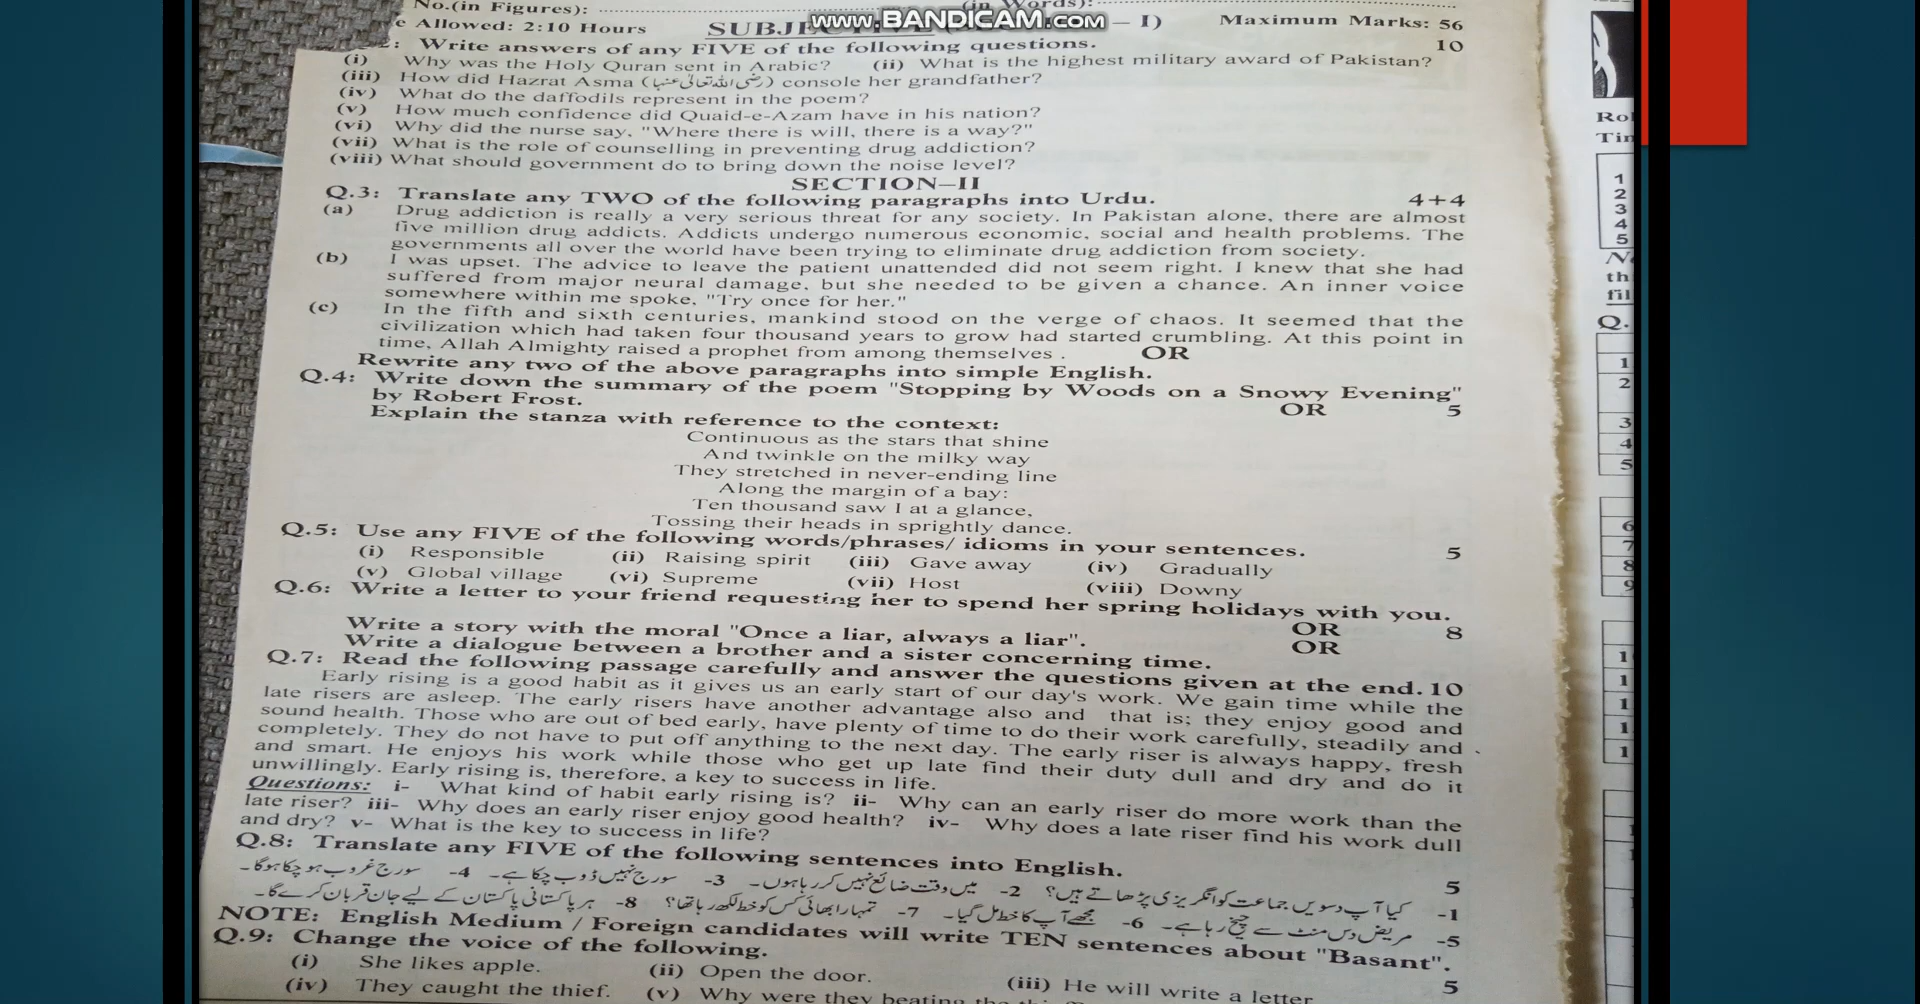 No.(in Figures):
(in Words):
www.BANDICAM.com
e Allowed: 2:10 Hours SUBJE – I) Maximum Marks: 56
: Write answers of any FIVE of the following questions. 10
(i) Why was the Holy Quran sent in Arabic? (ii) What is the highest military award of Pakistan?
(iii) How did Hazrat Asma (رضی اللہ تعالیٰ عنہا) console her grandfather?
(iv) What do the daffodils represent in the poem?
(v) How much confidence did Quaid-e-Azam have in his nation?
(vi) Why did the nurse say, "Where there is will, there is a way?"
(vii) What is the role of counselling in preventing drug addiction?
(viii) What should government do to bring down the noise level?
SECTION–II
Q.3: Translate any TWO of the following paragraphs into Urdu. 4+4
(a) Drug addiction is really a very serious threat for any society. In Pakistan alone, there are almost
five million drug addicts. Addicts undergo numerous economic, social and health problems. The
governments all over the world have been trying to eliminate drug addiction from society.
(b) I was upset. The advice to leave the patient unattended did not seem right. I knew that she had
suffered from major neural damage, but she needed to be given a chance. An inner voice
somewhere within me spoke, "Try once for her."
(c) In the fifth and sixth centuries, mankind stood on the verge of chaos. It seemed that the
civilization which had taken four thousand years to grow had started crumbling. At this point in
time, Allah Almighty raised a prophet from among themselves . OR
Rewrite any two of the above paragraphs into simple English.
Q.4: Write down the summary of the poem "Stopping by Woods on a Snowy Evening"
by Robert Frost. OR 5
Explain the stanza with reference to the context:
Continuous as the stars that shine
And twinkle on the milky way
They stretched in never-ending line
Along the margin of a bay:
Ten thousand saw I at a glance,
Tossing their heads in sprightly dance.
Q.5: Use any FIVE of the following words/phrases/ idioms in your sentences. 5
(i) Responsible (ii) Raising spirit (iii) Gave away (iv) Gradually
(v) Global village (vi) Supreme (vii) Host (viii) Downy
Q.6: Write a letter to your friend requesting her to spend her spring holidays with you.
OR 8
Write a story with the moral "Once a liar, always a liar". OR
Write a dialogue between a brother and a sister concerning time.
Q.7: Read the following passage carefully and answer the questions given at the end. 10
Early rising is a good habit as it gives us an early start of our day's work. We gain time while the
late risers are asleep. The early risers have another advantage also and that is; they enjoy good and
sound health. Those who are out of bed early, have plenty of time to do their work carefully, steadily and
completely. They do not have to put off anything to the next day. The early riser is always happy, fresh
and smart. He enjoys his work while those who get up late find their duty dull and dry and do it
unwillingly. Early rising is, therefore, a key to success in life.
Questions: i- What kind of habit early rising is? ii- Why can an early riser do more work than the
late riser? iii- Why does an early riser enjoy good health? iv- Why does a late riser find his work dull
and dry? v- What is the key to success in life?
Q.8: Translate any FIVE of the following sentences into English. 5
1- کیا آپ دسویں جماعت کو انگریزی پڑھاتے ہیں؟ 2- میں وقت ضائع نہیں کر رہا ہوں۔ 3- سورج نہیں ڈوب چکا ہے۔ 4- سورج غروب ہو چکا ہوگا۔
5- مریض دس منٹ سے چیخ رہا ہے۔ 6- مجھے آپ کا خط مل گیا۔ 7- تمہارا بھائی کس کو خط لکھ رہا تھا؟ 8- ہر پاکستانی پاکستان کے لیے جان قربان کرے گا۔
NOTE: English Medium / Foreign candidates will write TEN sentences about "Basant".
Q.9: Change the voice of the following. 5
(i) She likes apple. (ii) Open the door. (iii) He will write a letter
(iv) They caught the thief. (v) Why were they beating the
Rol
Tin
1
2
3
4
5
th
fil
Q.
1
2
3
4
5
6
7
8
9
1
1
1
1
1